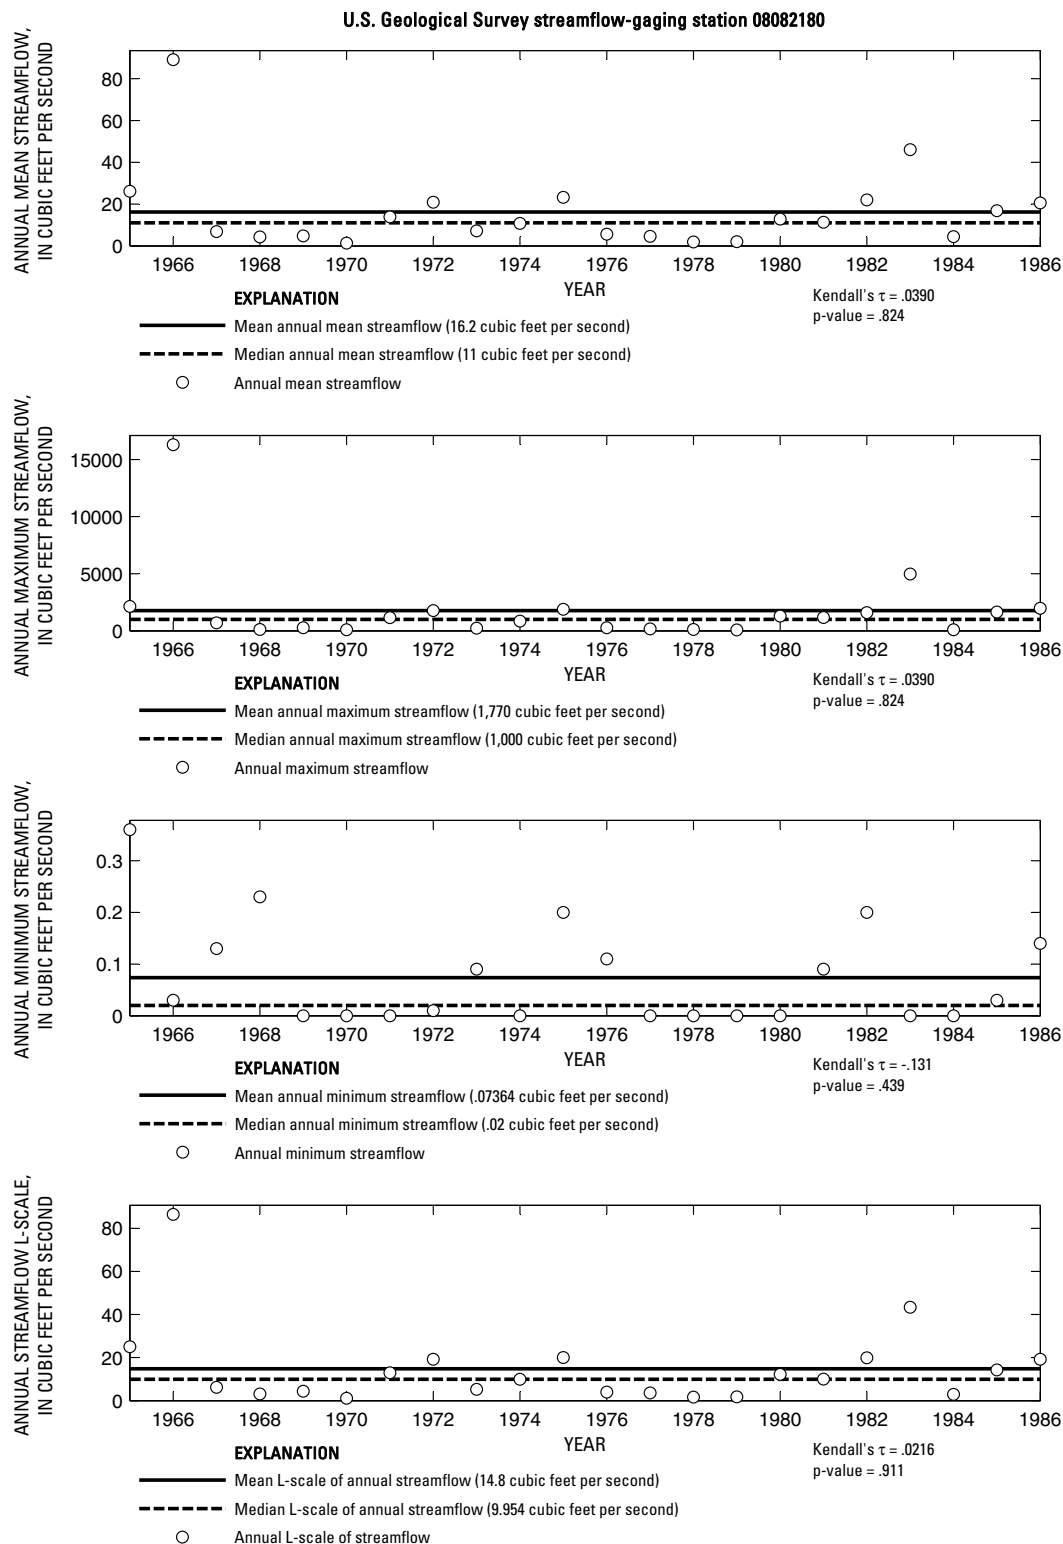 U.S. Geological Survey streamflow-gaging station 08082180
ANNUAL MEAN STREAMFLOW,
IN CUBIC FEET PER SECOND
80
60
40
20
0
1966 1968 1970 1972 1974 1976 1978 1980 1982 1984 1986
YEAR
Kendall's τ = .0390
p-value = .824
EXPLANATION
Mean annual mean streamflow (16.2 cubic feet per second)
Median annual mean streamflow (11 cubic feet per second)
Annual mean streamflow
ANNUAL MAXIMUM STREAMFLOW,
IN CUBIC FEET PER SECOND
15000
10000
5000
0
1966 1968 1970 1972 1974 1976 1978 1980 1982 1984 1986
YEAR
Kendall's τ = .0390
p-value = .824
EXPLANATION
Mean annual maximum streamflow (1,770 cubic feet per second)
Median annual maximum streamflow (1,000 cubic feet per second)
Annual maximum streamflow
ANNUAL MINIMUM STREAMFLOW,
IN CUBIC FEET PER SECOND
0.3
0.2
0.1
0
1966 1968 1970 1972 1974 1976 1978 1980 1982 1984 1986
YEAR
Kendall's τ = -.131
p-value = .439
EXPLANATION
Mean annual minimum streamflow (.07364 cubic feet per second)
Median annual minimum streamflow (.02 cubic feet per second)
Annual minimum streamflow
ANNUAL STREAMFLOW L-SCALE,
IN CUBIC FEET PER SECOND
80
60
40
20
0
1966 1968 1970 1972 1974 1976 1978 1980 1982 1984 1986
YEAR
Kendall's τ = .0216
p-value = .911
EXPLANATION
Mean L-scale of annual streamflow (14.8 cubic feet per second)
Median L-scale of annual streamflow (9.954 cubic feet per second)
Annual L-scale of streamflow